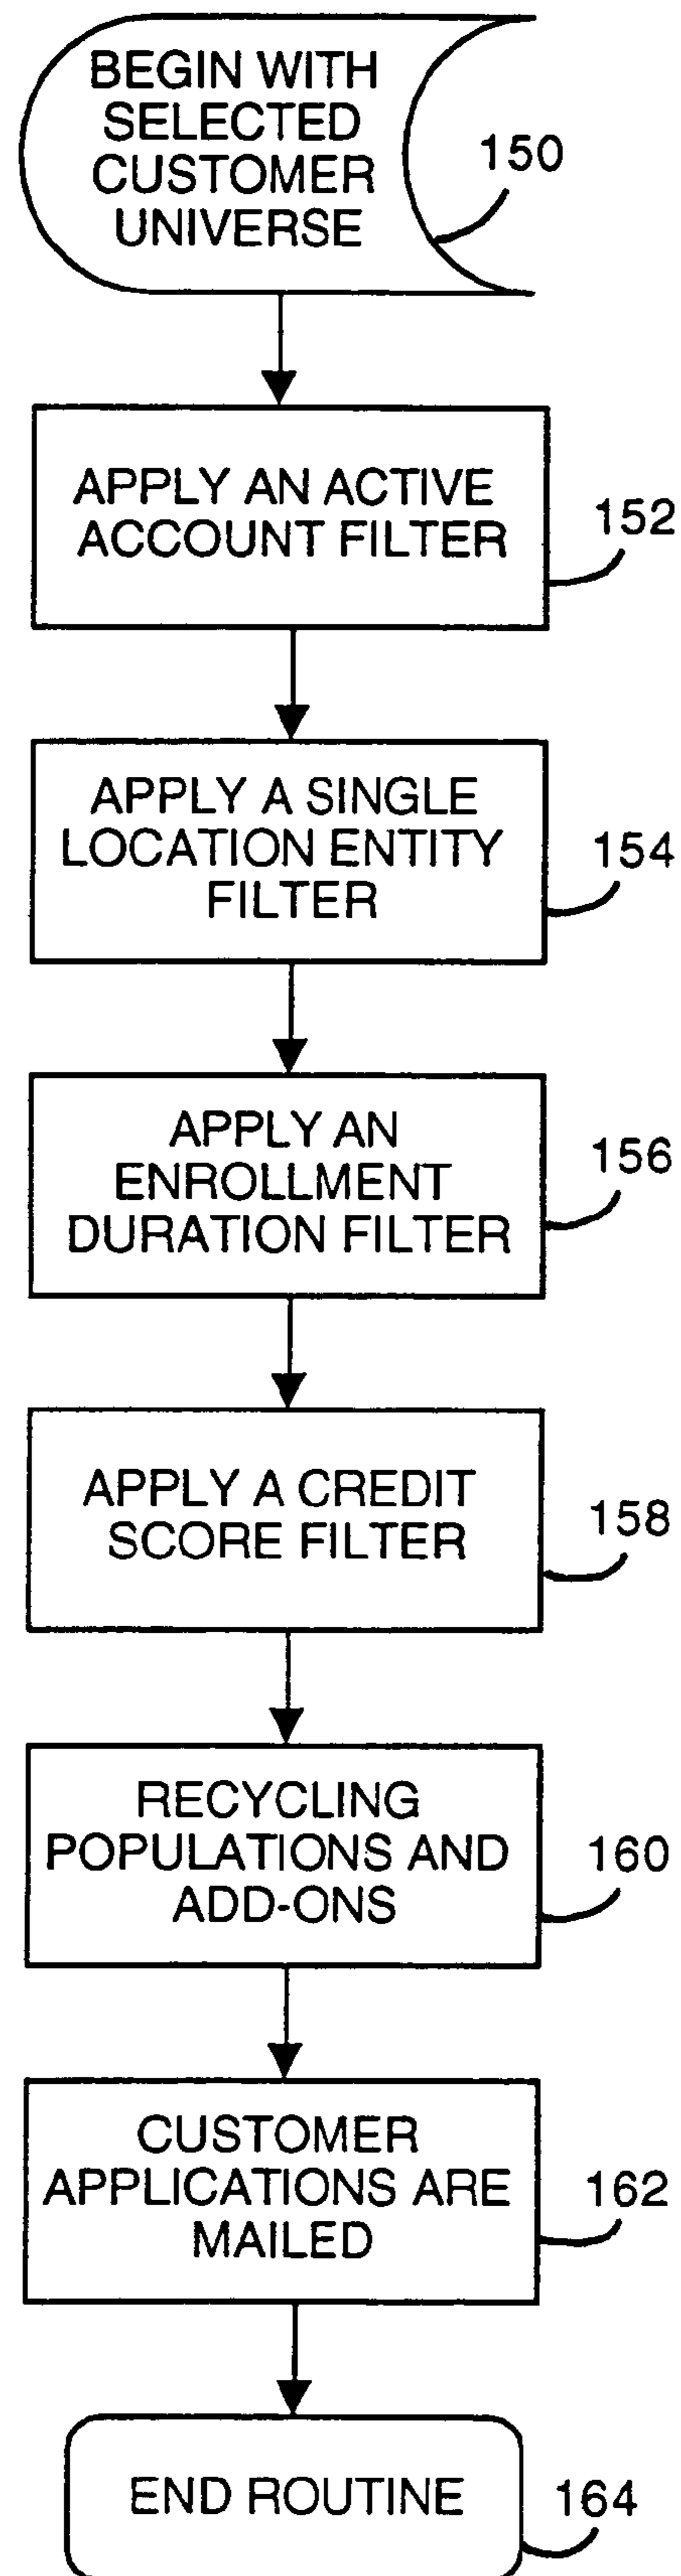 BEGIN WITH
SELECTED
CUSTOMER
UNIVERSE
150
APPLY AN ACTIVE
ACCOUNT FILTER
152
APPLY A SINGLE
LOCATION ENTITY
FILTER
154
APPLY AN
ENROLLMENT
DURATION FILTER
156
APPLY A CREDIT
SCORE FILTER
158
RECYCLING
POPULATIONS AND
ADD-ONS
160
CUSTOMER
APPLICATIONS ARE
MAILED
162
END ROUTINE
164